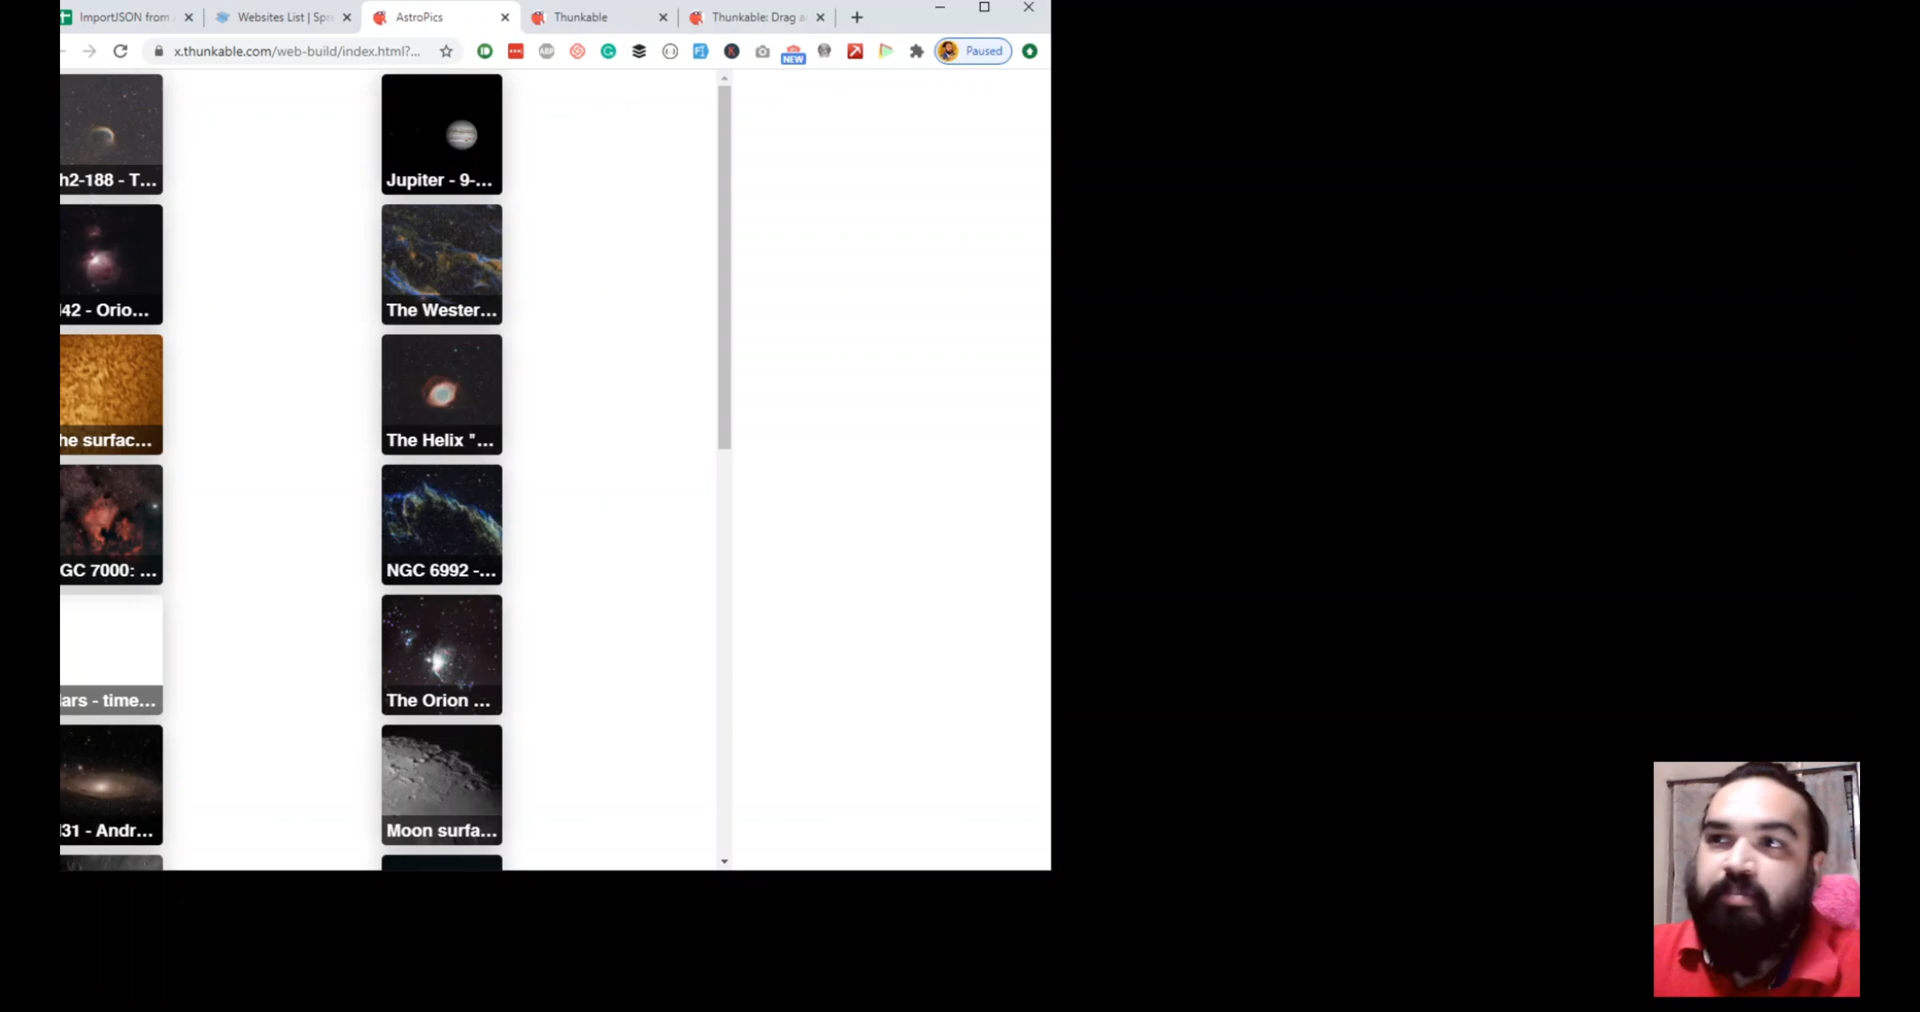 ImportJSON from
Websites List | Spr
AstroPics
Thunkable
Thunkable: Drag a
x.thunkable.com/web-build/index.html?...
ABP
NEW
Paused
h2-188 - T...
Jupiter - 9-...
42 - Orio...
The Wester...
he surfac...
The Helix "...
GC 7000: ...
NGC 6992 -...
ars - time...
The Orion ...
31 - Andr...
Moon surfa...